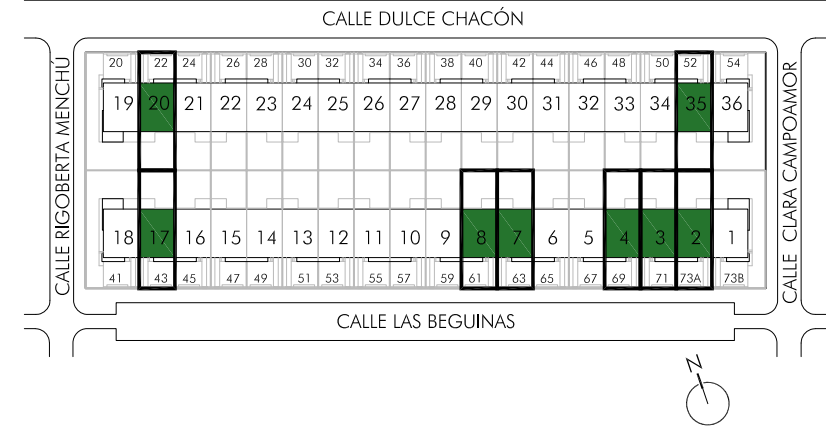 CALLE DULCE CHACÓN
20 22 24 26 28 30 32 34 36 38 40 42 44 46 48 50 52 54
19 20 21 22 23 24 25 26 27 28 29 30 31 32 33 34 35 36
CALLE RIGOBERTA MENCHÚ
CALLE CLARA CAMPOAMOR
18 17 16 15 14 13 12 11 10 9 8 7 6 5 4 3 2 1
41 43 45 47 49 51 53 55 57 59 61 63 65 67 69 71 73A 73B
CALLE LAS BEGUINAS
N